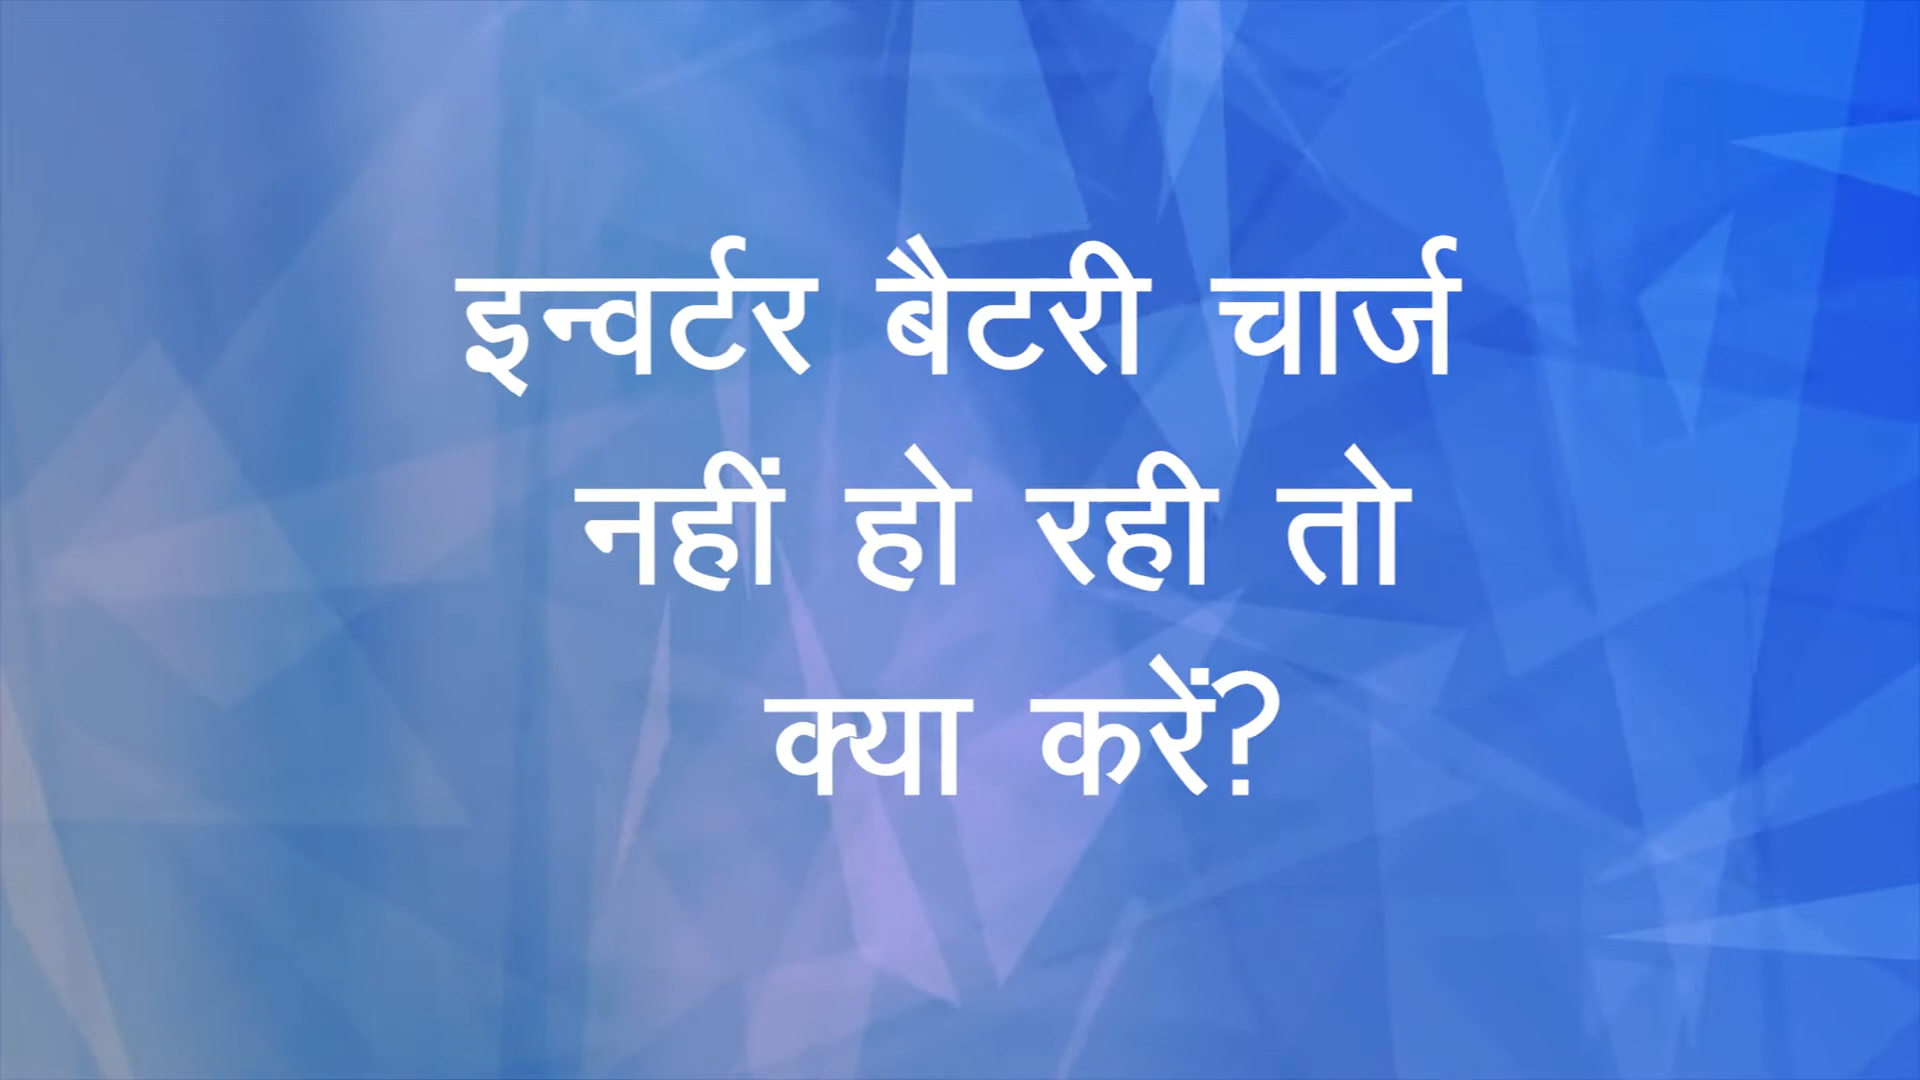 इन्वर्टर बैटरी चार्ज
नहीं हो रही तो
क्या करें?